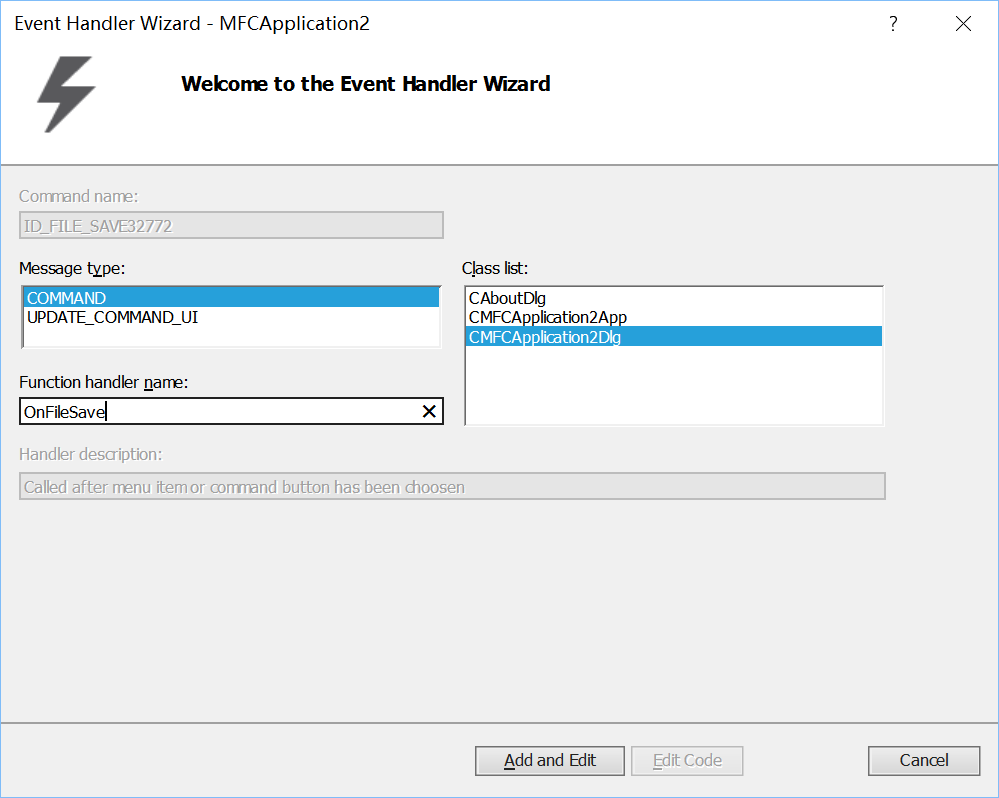 Event Handler Wizard - MFCApplication2
?
Welcome to the Event Handler Wizard
Command name:
ID_FILE_SAVE32772
Message type:
COMMAND
UPDATE_COMMAND_UI
Class list:
CAboutDlg
CMFCApplication2App
CMFCApplication2Dlg
Function handler name:
OnFileSave
Handler description:
Called after menu item or command button has been choosen
Add and Edit
Edit Code
Cancel